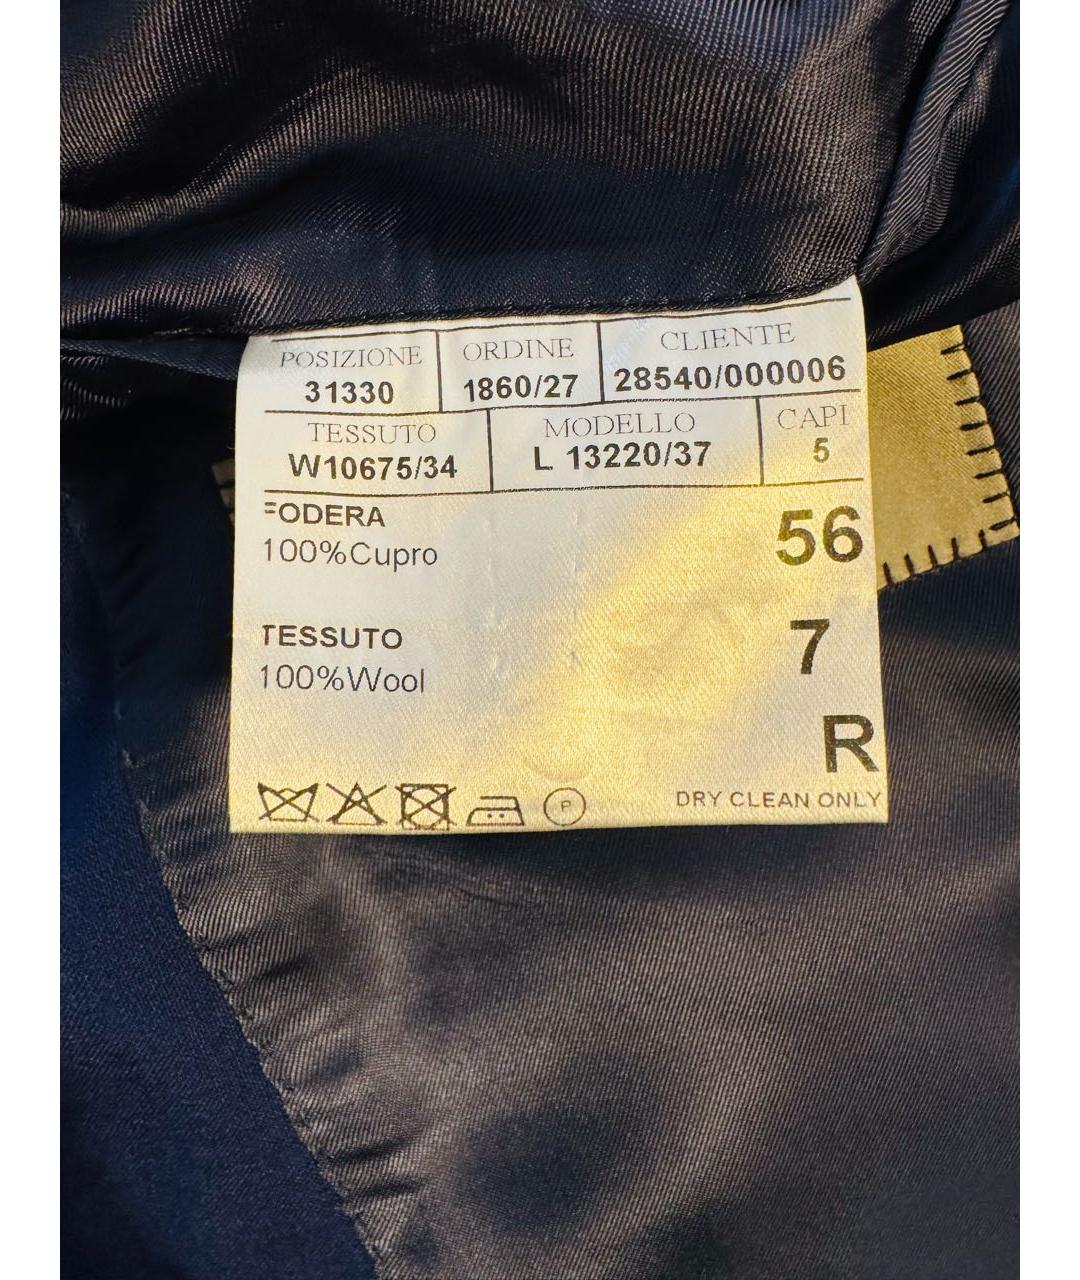 POSIZIONE ORDINE CLIENTE
31330 1860/27 28540/000006
TESSUTO MODELLO CAPI
W10675/34 L 13220/37 5
FODERA
100%Cupro
56
TESSUTO
100%Wool
7
R
P
DRY CLEAN ONLY